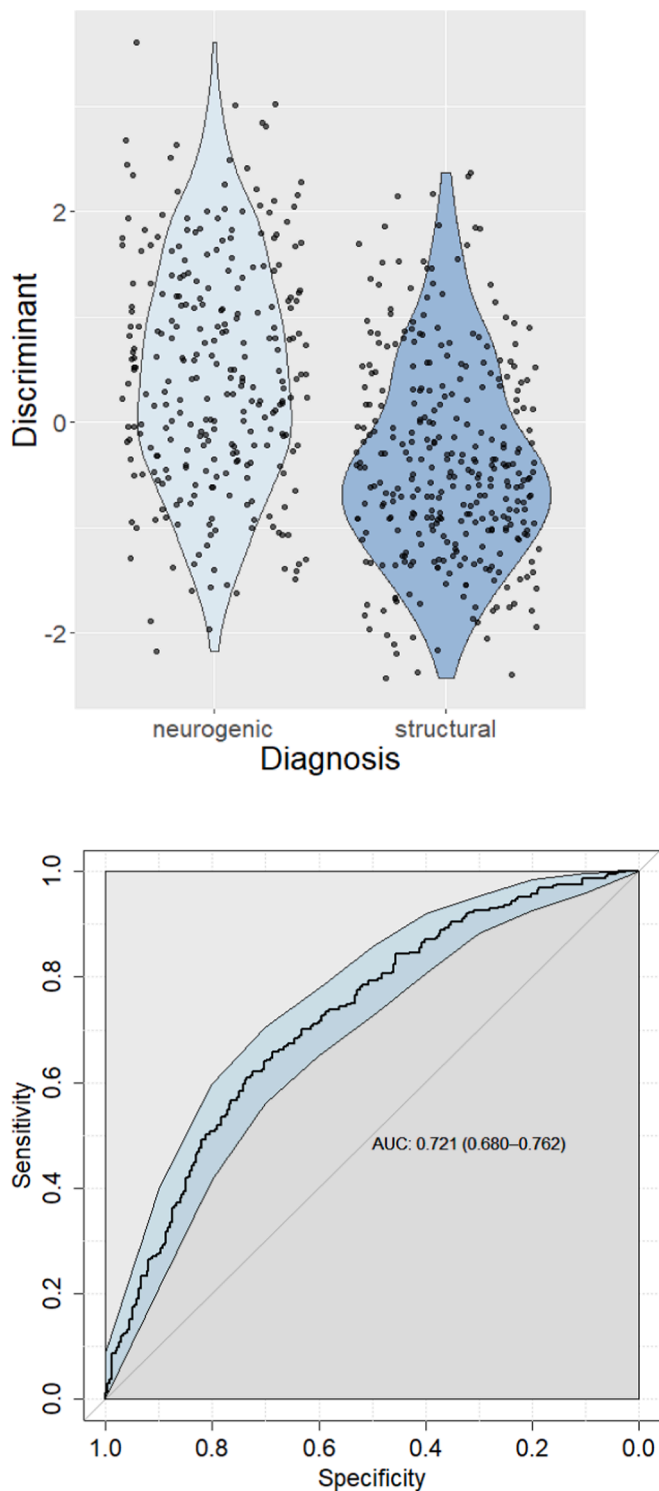 2
0
-2
Discriminant
neurogenic structural
Diagnosis
1.0
0.8
0.6
0.4
0.2
0.0
Sensitivity
AUC: 0.721 (0.680–0.762)
1.0 0.8 0.6 0.4 0.2 0.0
Specificity